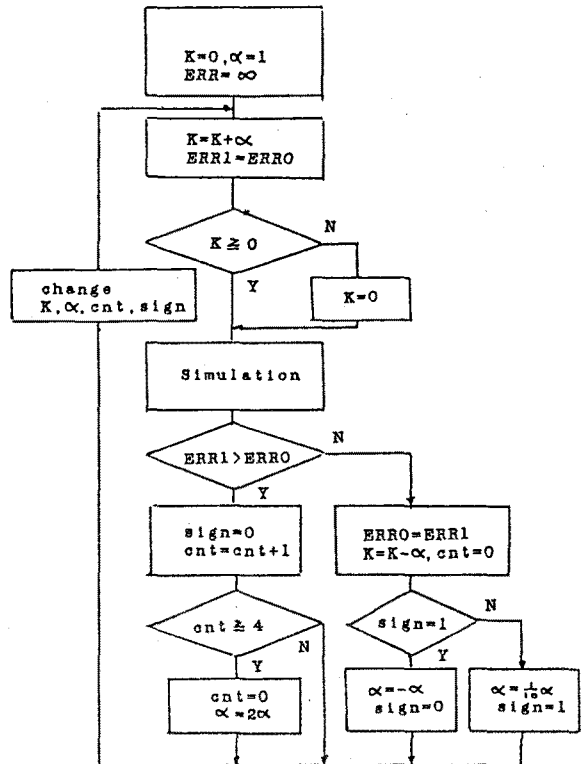 K=0,α=1
ERR=∞
K=K+α
ERR1=ERR0
K≧0
N
Y
change
K,α,cnt,sign
K=0
Simulation
ERR1>ERR0
N
Y
sign=0
cnt=cnt+1
ERR0=ERR1
K=K-α,cnt=0
cnt≧4
N
Y
sign=1
N
Y
cnt=0
α=2α
α=-α
sign=0
α=1/10α
sign=1